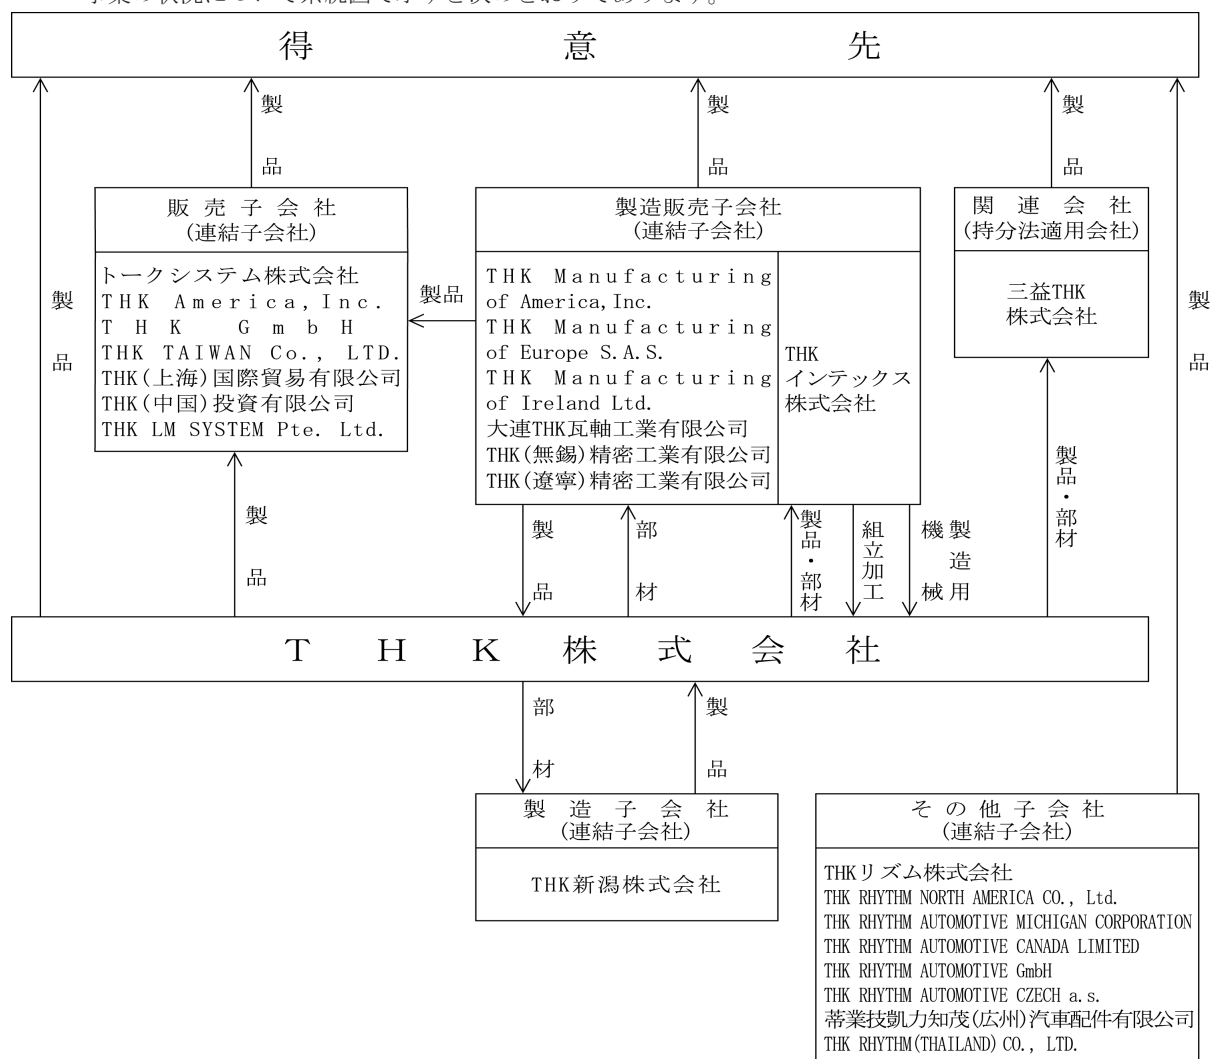 得意先
製品
製品
製品
製品
製品
販売子会社
(連結子会社)
トークシステム株式会社
THK America,Inc.
THK GmbH
THK TAIWAN Co., LTD.
THK(上海)国際貿易有限公司
THK(中国)投資有限公司
THK LM SYSTEM Pte. Ltd.
製品
製造販売子会社
(連結子会社)
THK Manufacturing
of America,Inc.
THK Manufacturing
of Europe S.A.S.
THK Manufacturing
of Ireland Ltd.
大連THK瓦軸工業有限公司
THK(無錫)精密工業有限公司
THK(遼寧)精密工業有限公司
THK
インテックス
株式会社
関連会社
(持分法適用会社)
三益THK
株式会社
製品
製品
部材
製品・部材
組立加工
製造用
機械
製品・部材
THK株式会社
部材
製品
製造子会社
(連結子会社)
THK新潟株式会社
その他子会社
(連結子会社)
THKリズム株式会社
THK RHYTHM NORTH AMERICA CO., Ltd.
THK RHYTHM AUTOMOTIVE MICHIGAN CORPORATION
THK RHYTHM AUTOMOTIVE CANADA LIMITED
THK RHYTHM AUTOMOTIVE GmbH
THK RHYTHM AUTOMOTIVE CZECH a.s.
蒂業技凱力知茂(広州)汽車配件有限公司
THK RHYTHM(THAILAND) CO., LTD.